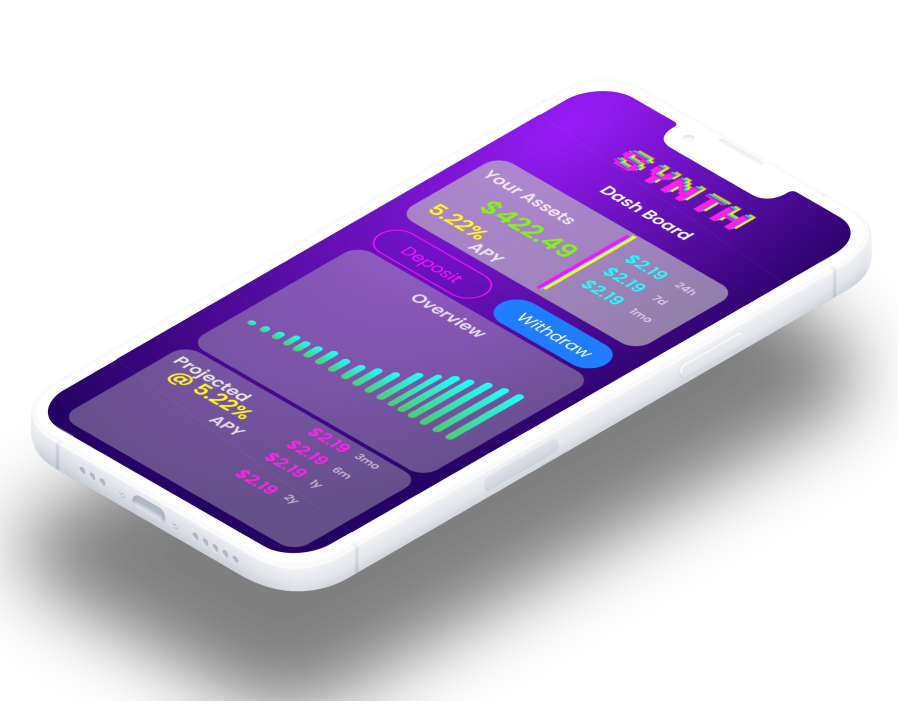 SYNTH
Dash Board
Your Assets
$422.49
5.22%
APY
$2.19 24h
$2.19 7d
$2.19 1mo
Deposit
Withdraw
Overview
Projected
@ 5.22%
APY
$2.19 3mo
$2.19 6m
$2.19 1y
$2.19 2y